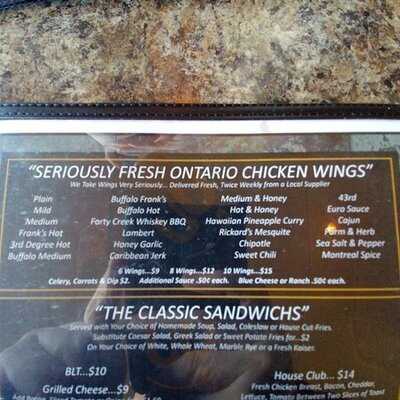 "SERIOUSLY FRESH ONTARIO CHICKEN WINGS"
We Take Wings Very Seriously... Delivered Fresh, Twice Weekly from a Local Supplier
Plain Buffalo Frank's Medium & Honey 43rd
Mild Buffalo Hot Hot & Honey Euro Sauce
Medium Forty Creek Whiskey BBQ Hawaiian Pineapple Curry Cajun
Frank's Hot Lambert Rickard's Mesquite Parm & Herb
3rd Degree Hot Honey Garlic Chipotle Sea Salt & Pepper
Buffalo Medium Caribbean Jerk Sweet Chili Montreal Spice
6 Wings...$9 8 Wings...$12 10 Wings...$15
Celery, Carrots & Dip $2. Additional Sauce .50¢ each. Blue Cheese or Ranch .50¢ each.
"THE CLASSIC SANDWICHS"
Served with Your Choice of Homemade Soup, Salad, Coleslaw or House Cut Fries.
Substitute Caesar Salad, Greek Salad or Sweet Potato Fries for...$2
On Your Choice of White, Whole Wheat, Marble Rye or a Fresh Kaiser.
BLT...$10 House Club... $14
Grilled Cheese...$9 Fresh Chicken Breast, Bacon, Cheddar,
Lettuce, Tomato Between Two Slices of Toast